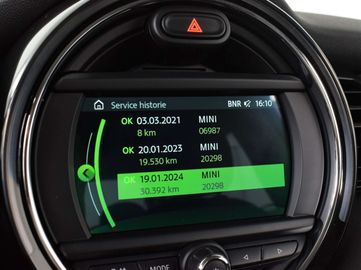 Service historie BNR 16:10
OK 03.03.2021 MINI
8 km 06987
OK 20.01.2023 MINI
19.530 km 20298
OK 19.01.2024 MINI
30.392 km 20298
MODE